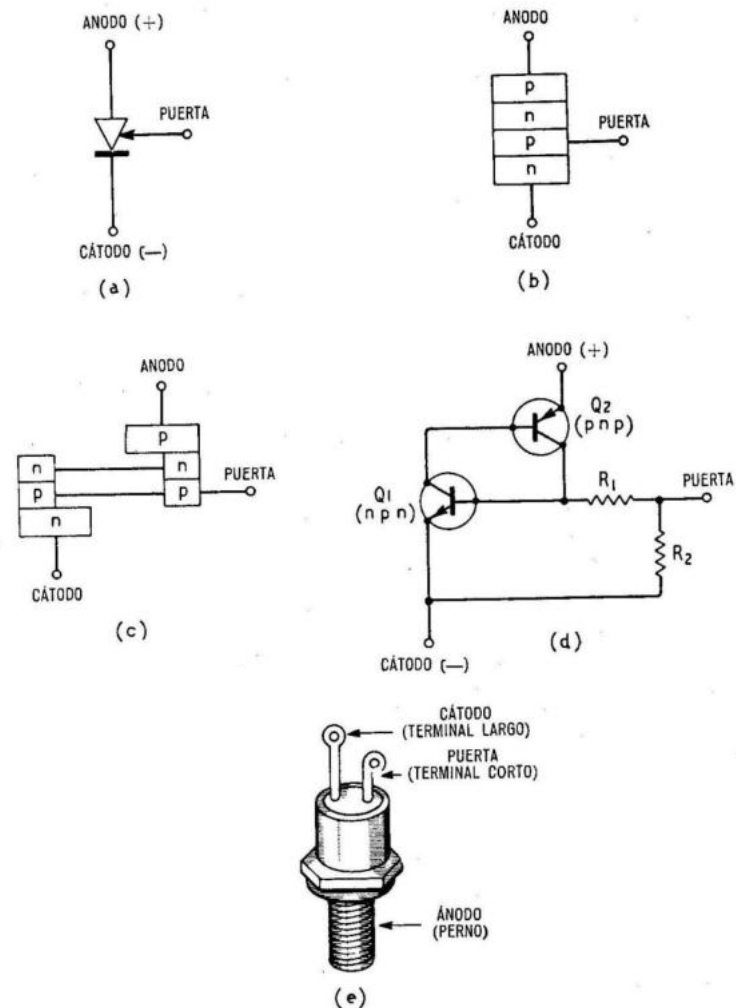 ANODO (+)
PUERTA
CÁTODO (—)
(a)
ANODO
p
n
p
n
PUERTA
CÁTODO
(b)
ANODO
p
n
n
p
p
PUERTA
n
CÁTODO
(c)
ANODO (+)
Q2
(pnp)
Q1
(npn)
R1
PUERTA
R2
CÁTODO (—)
(d)
CÁTODO
(TERMINAL LARGO)
PUERTA
(TERMINAL CORTO)
ÁNODO
(PERNO)
(e)